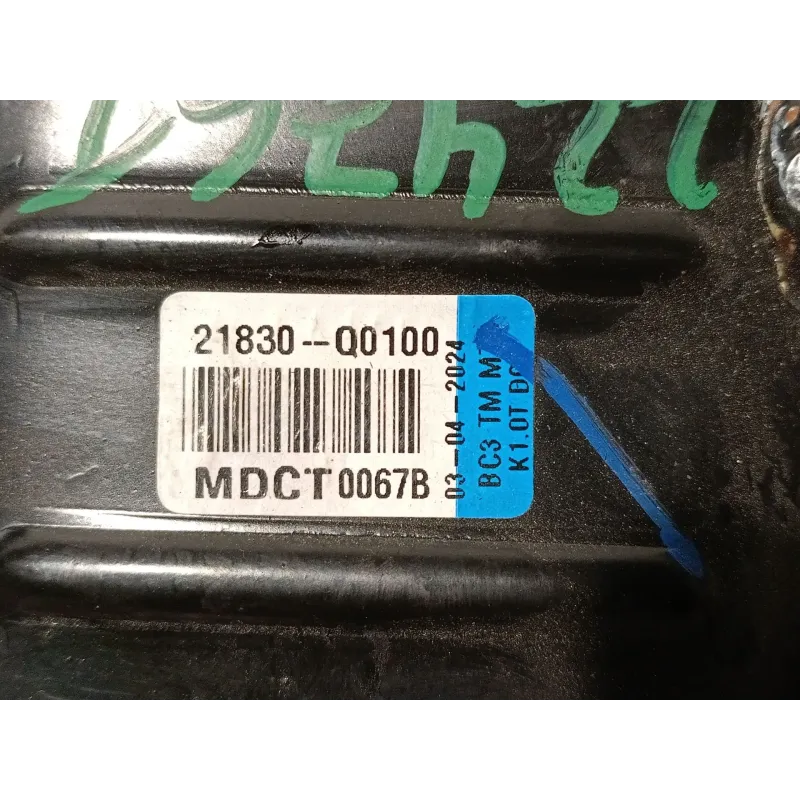 21830--Q0100
MDCT0067B
03-04-2024
BC3 TM M
K1.0T D